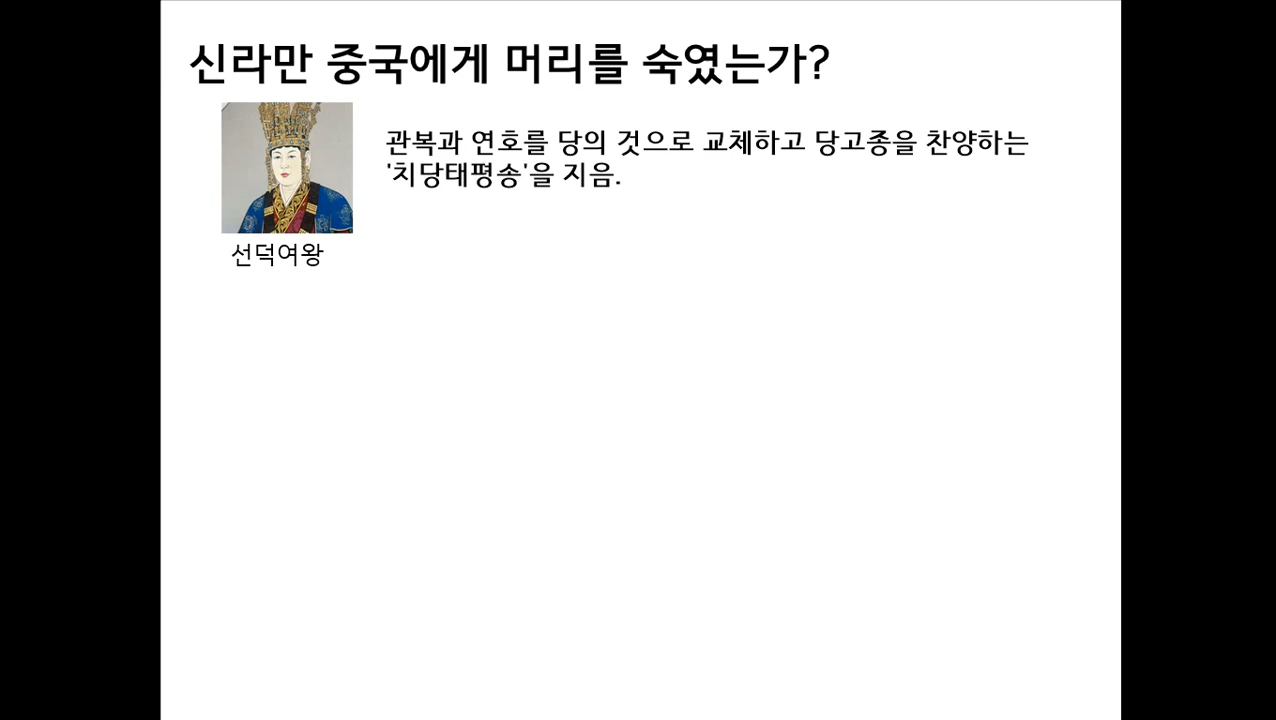 신라만 중국에게 머리를 숙였는가?
관복과 연호를 당의 것으로 교체하고 당고종을 찬양하는
'치당태평송'을 지음.
선덕여왕